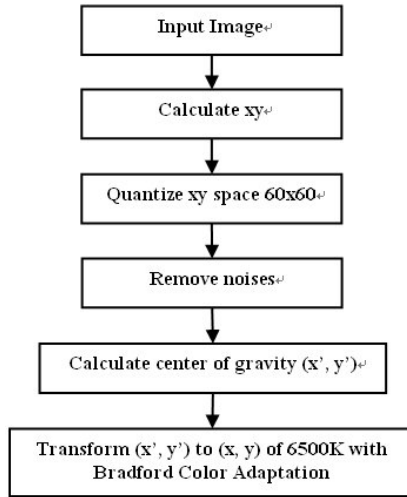 Input Image
Calculate xy
Quantize xy space 60x60
Remove noises
Calculate center of gravity (x’, y’)
Transform (x’, y’) to (x, y) of 6500K with
Bradford Color Adaptation